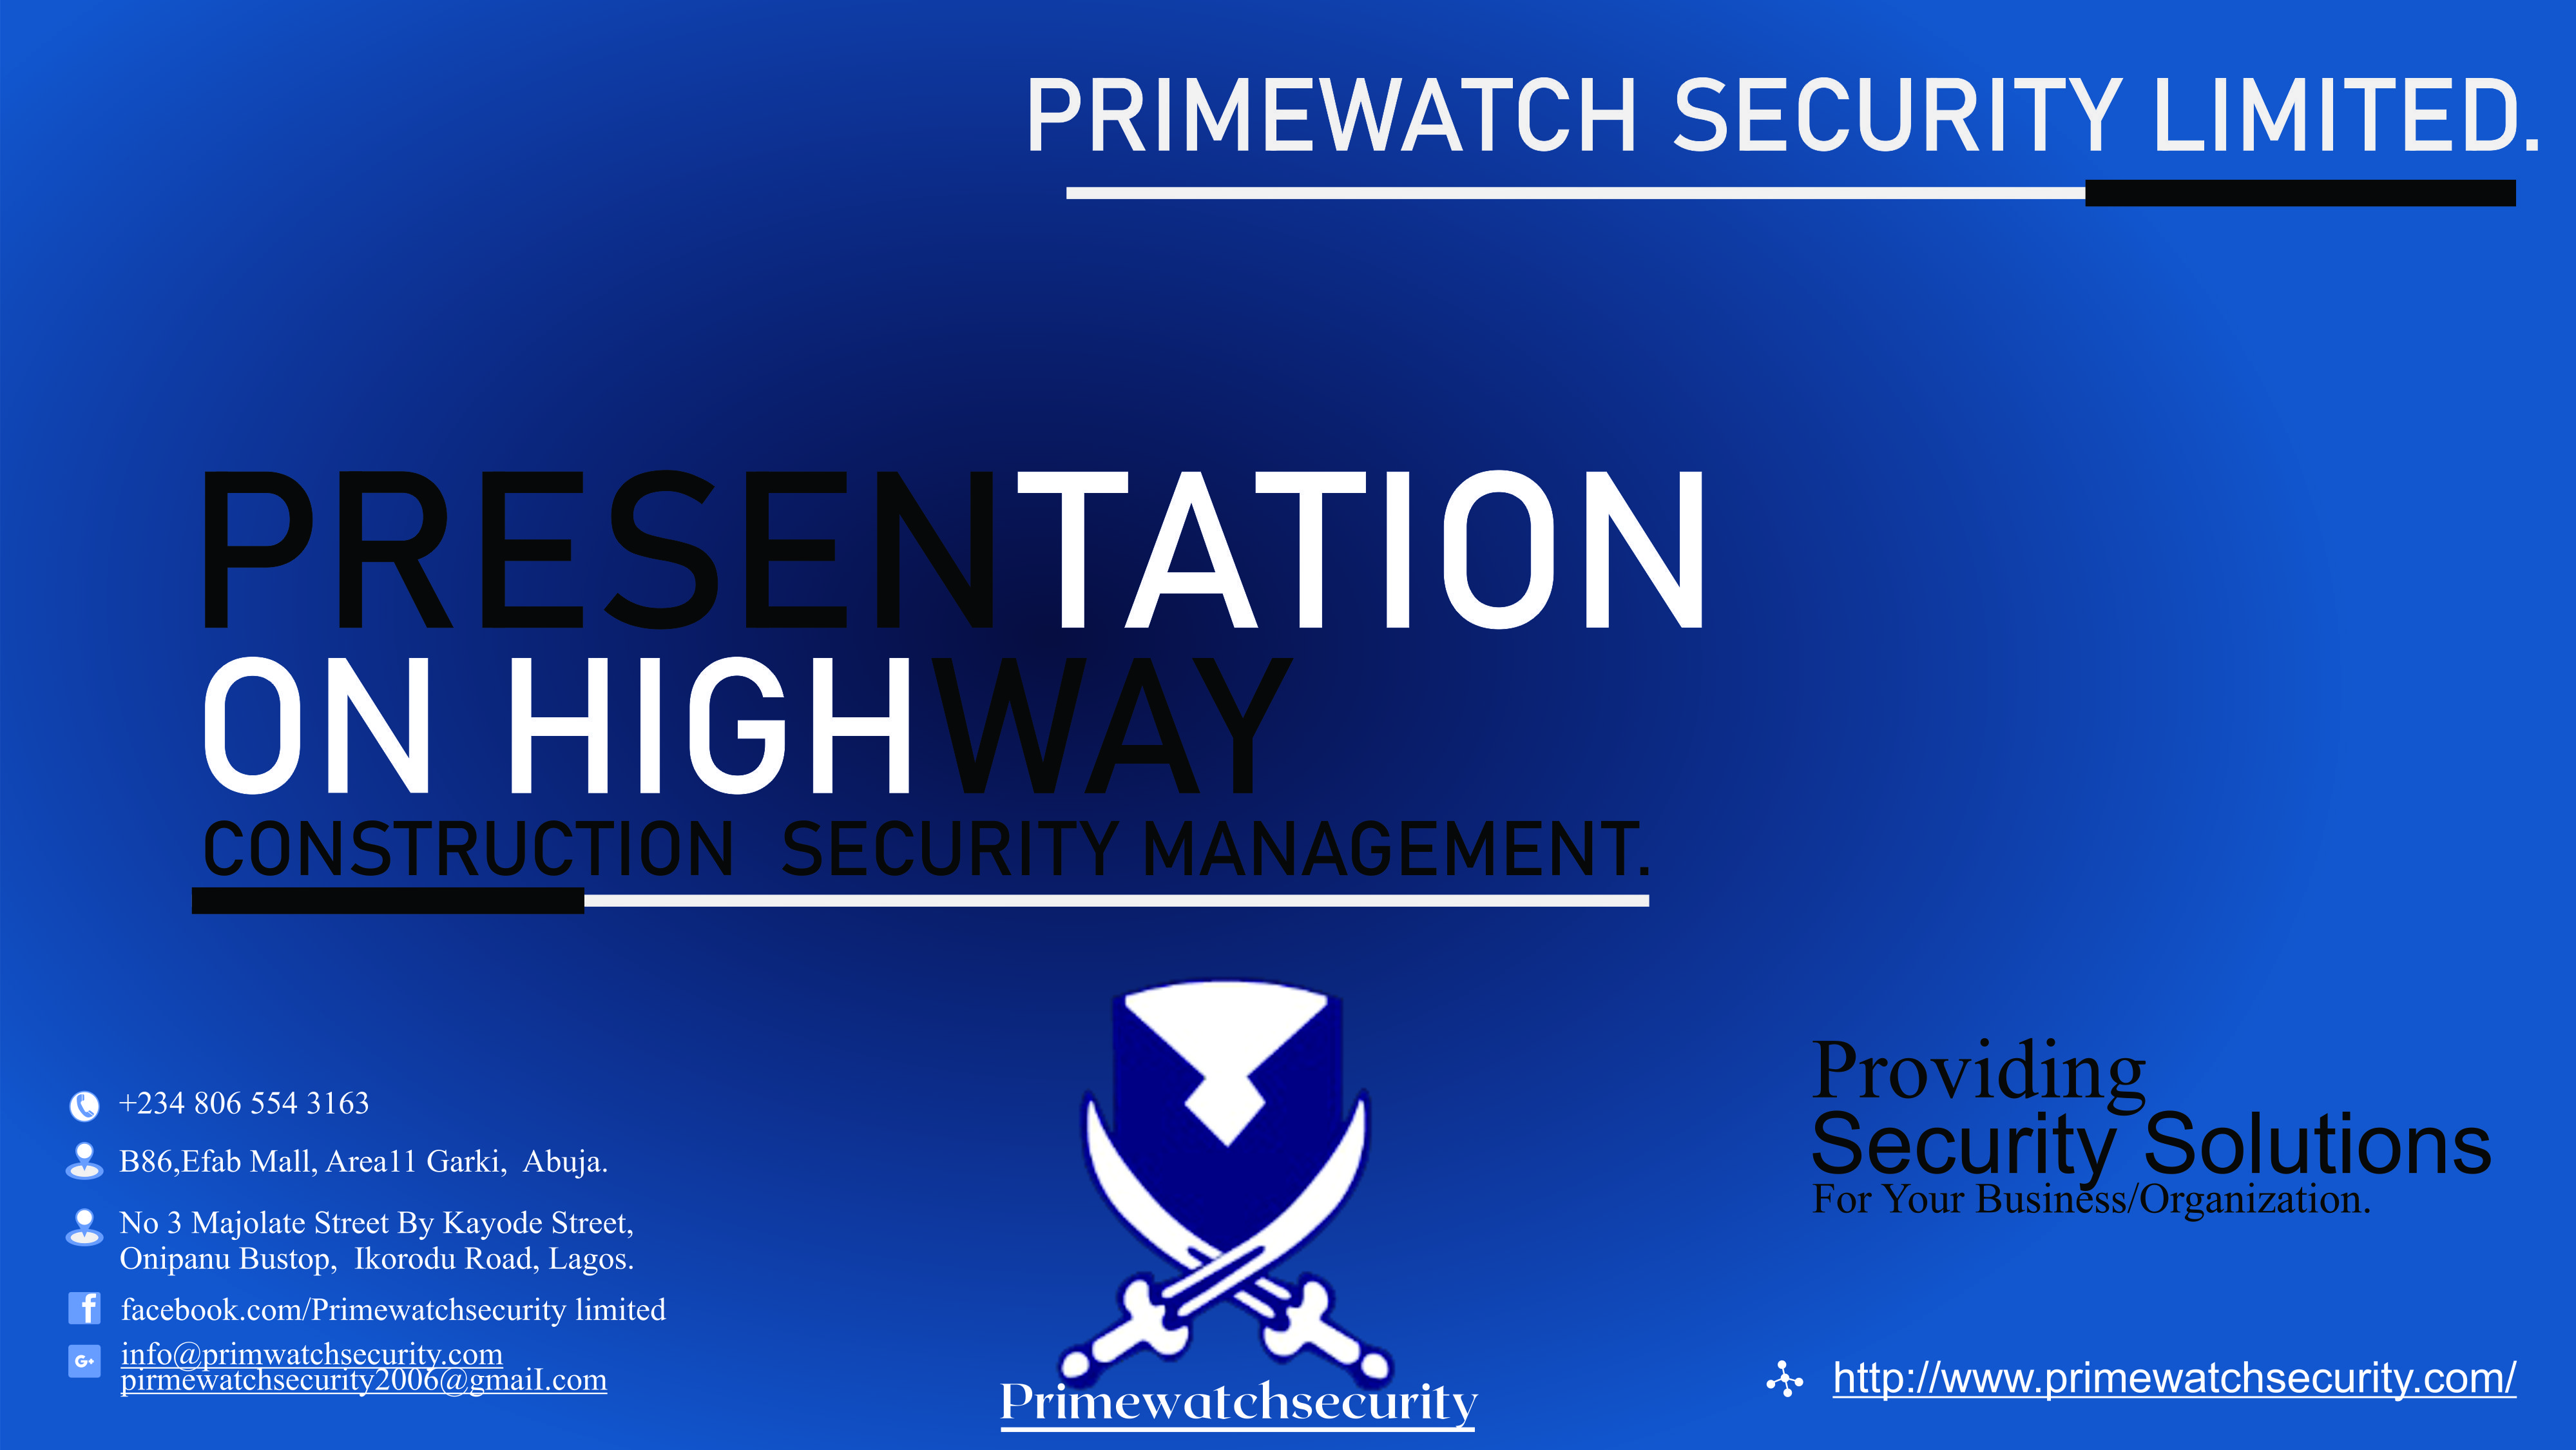 PRIMEWATCH SECURITY LIMITED.
PRESENTATION
ON HIGHWAY
CONSTRUCTION SECURITY MANAGEMENT.
+234 806 554 3163
B86,Efab Mall, Area11 Garki, Abuja.
No 3 Majolate Street By Kayode Street,
Onipanu Bustop, Ikorodu Road, Lagos.
facebook.com/Primewatchsecurity limited
info@primwatchsecurity.com
pirmewatchsecurity2006@gmaiI.com
Primewatchsecurity
Providing
Security Solutions
For Your Business/Organization.
http://www.primewatchsecurity.com/